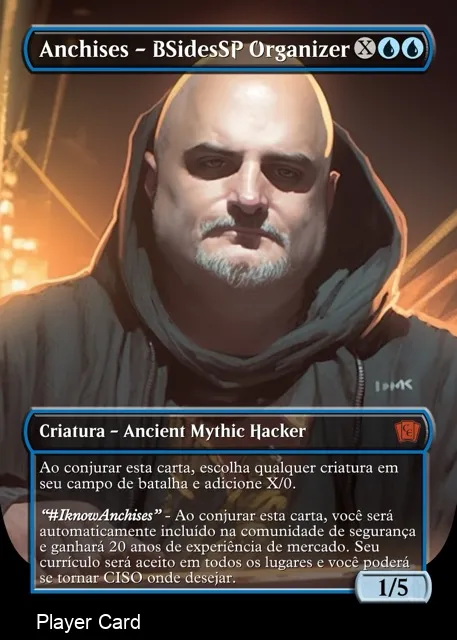 Anchises – BSidesSP Organizer X
Criatura – Ancient Mythic Hacker
Ao conjurar esta carta, escolha qualquer criatura em
seu campo de batalha e adicione X/0.
“#IknowAnchises” - Ao conjurar esta carta, você será
automaticamente incluído na comunidade de segurança
e ganhará 20 anos de experiência de mercado. Seu
currículo será aceito em todos os lugares e você poderá
se tornar CISO onde desejar.
1/5
Player Card